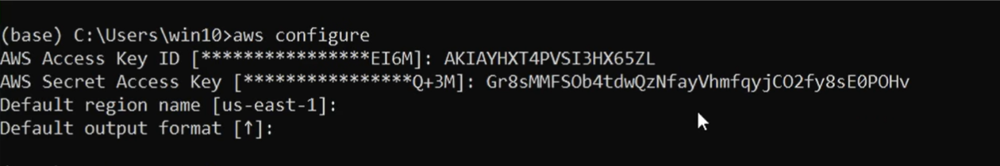 (base) C:\Users\win10>aws configure
AWS Access Key ID [****************EI6M]: AKIAYHXT4PVSI3HX65ZL
AWS Secret Access Key [****************Q+3M]: 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
Default region name [us-east-1]:
Default output format [↑]: